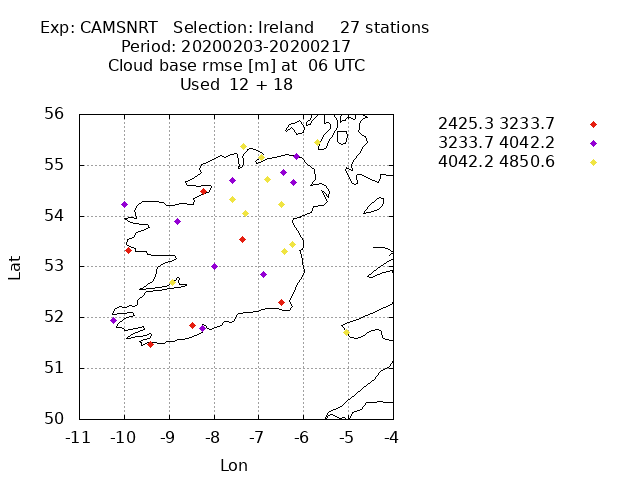 Exp: CAMSNRT   Selection: Ireland     27 stations
Period: 20200203-20200217
Cloud base rmse [m] at  06 UTC
Used  12 + 18
2425.3 3233.7
3233.7 4042.2
4042.2 4850.6
56
55
54
53
52
51
50
Lat
-11 -10 -9 -8 -7 -6 -5 -4
Lon